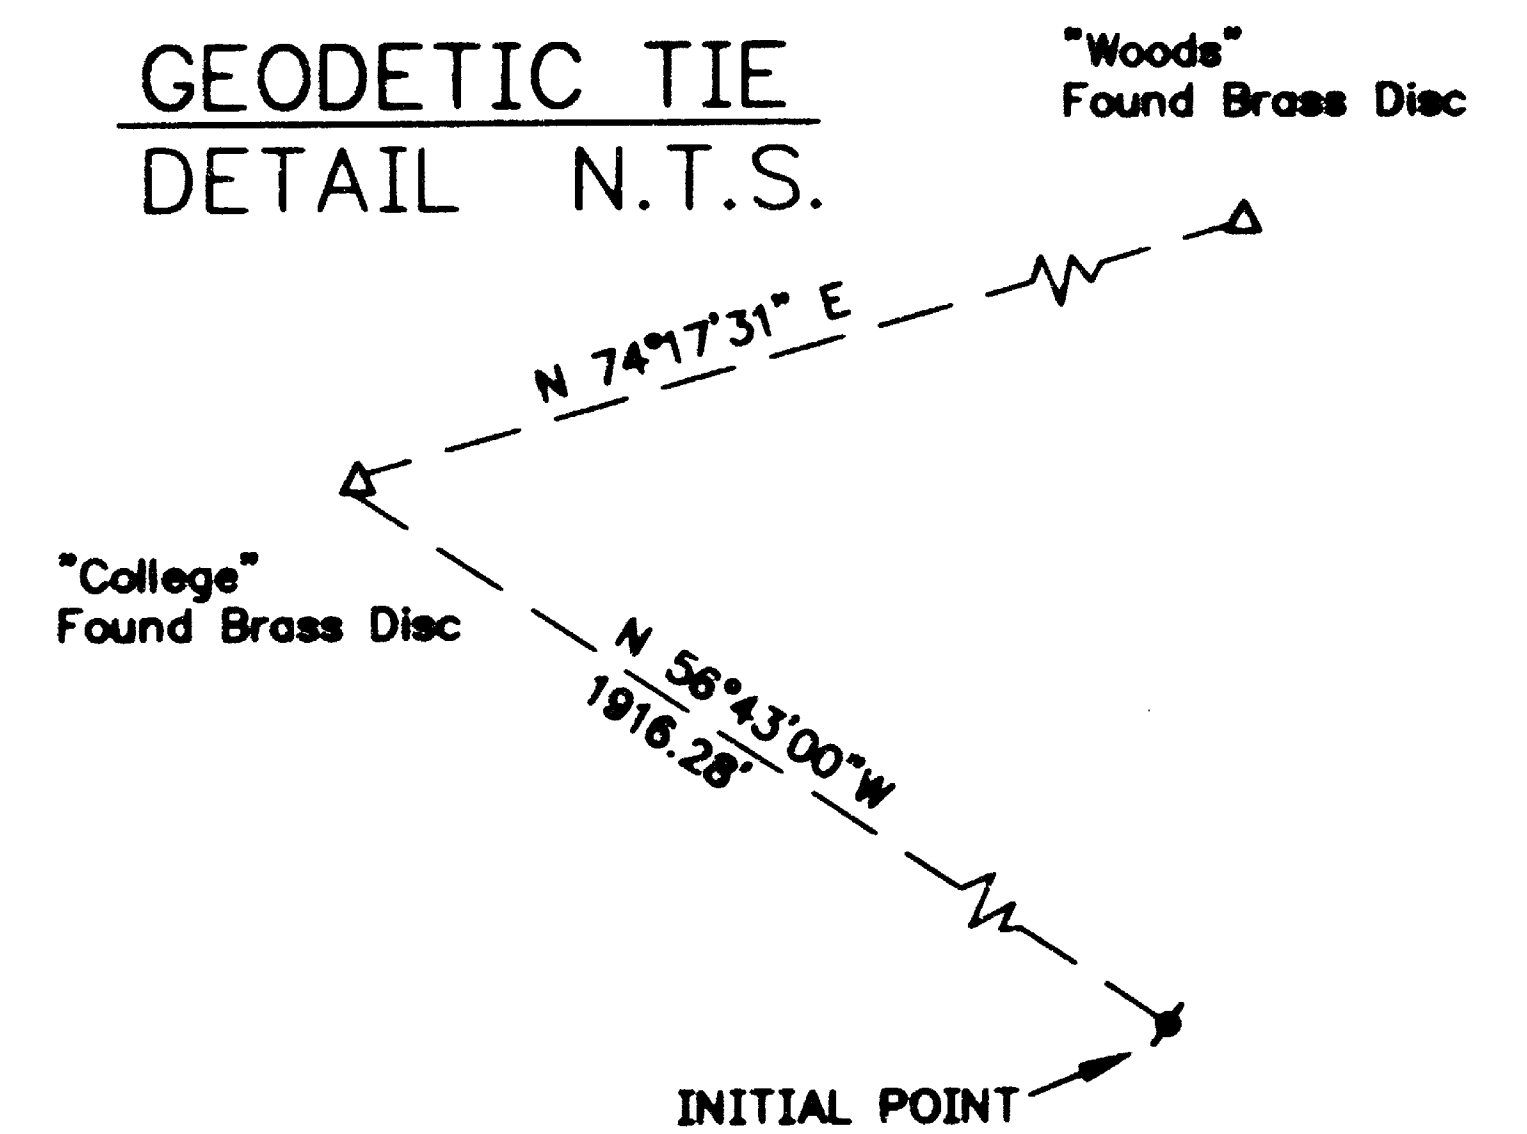 GEODETIC TIE
DETAIL N.T.S.
"Woods"
Found Brass Disc
N 74°17'31" E
"College"
Found Brass Disc
N 56°43'00"W
1916.28'
INITIAL POINT